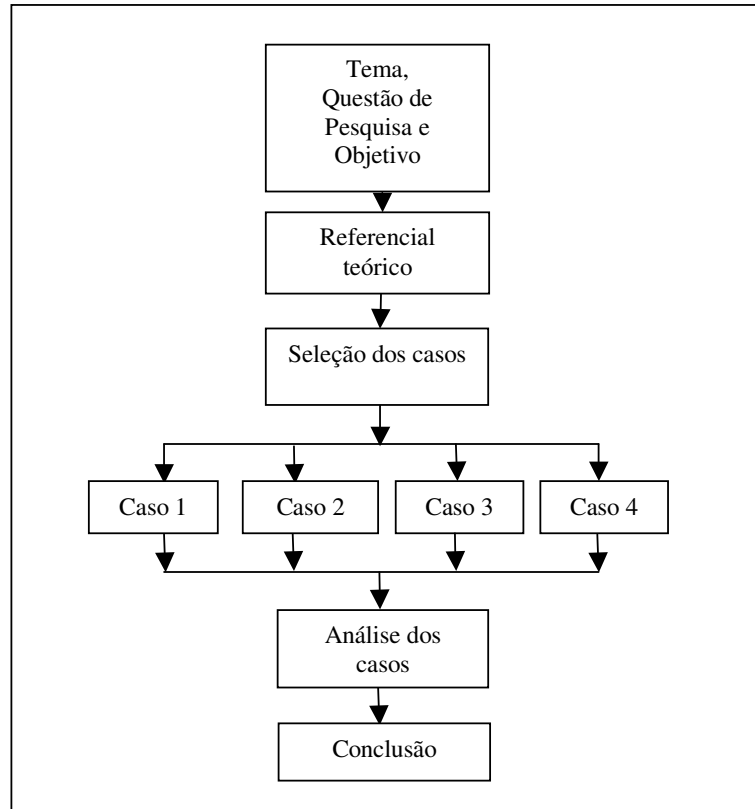 Tema,
Questão de
Pesquisa e
Objetivo
Referencial
teórico
Seleção dos casos
Caso 1
Caso 2
Caso 3
Caso 4
Análise dos
casos
Conclusão